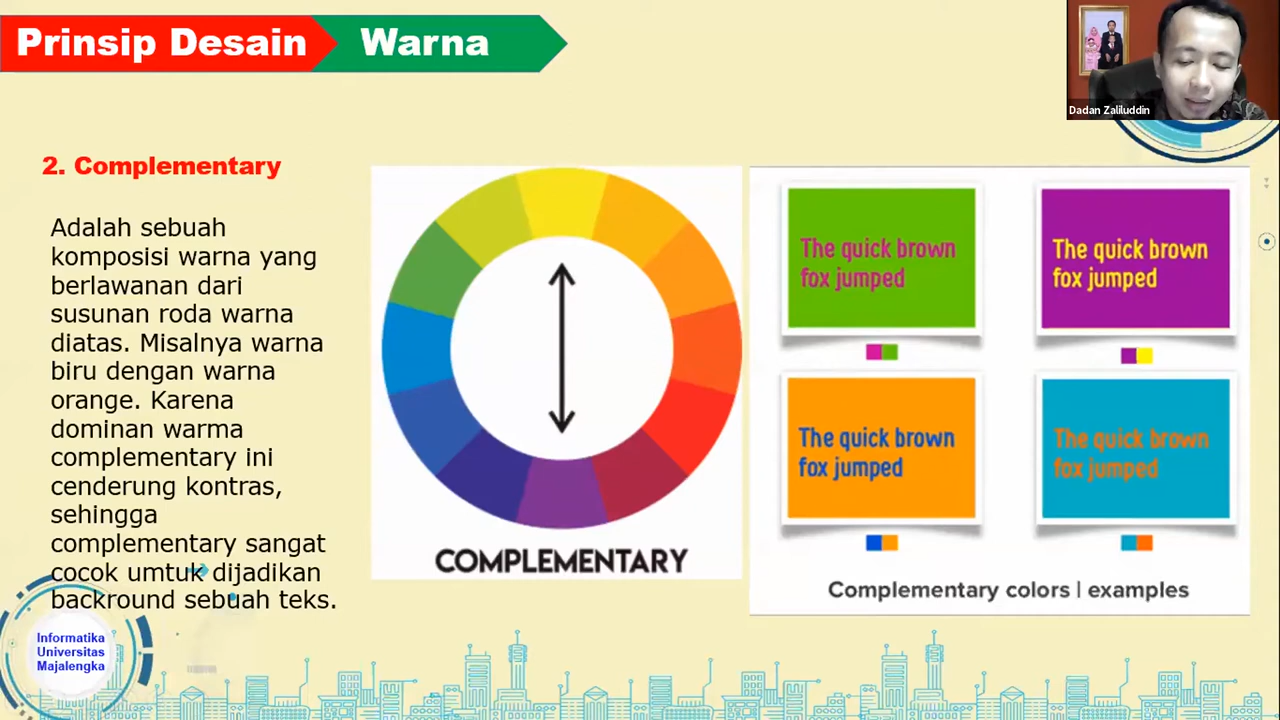 Prinsip Desain
Warna
Dadan Zaliluddin
2. Complementary
Adalah sebuah
komposisi warna yang
berlawanan dari
susunan roda warna
diatas. Misalnya warna
biru dengan warna
orange. Karena
dominan warma
complementary ini
cenderung kontras,
sehingga
complementary sangat
cocok umtuk dijadikan
backround sebuah teks.
COMPLEMENTARY
The quick brown
fox jumped
The quick brown
fox jumped
The quick brown
fox jumped
The quick brown
fox jumped
Complementary colors | examples
Informatika
Universitas
Majalengka